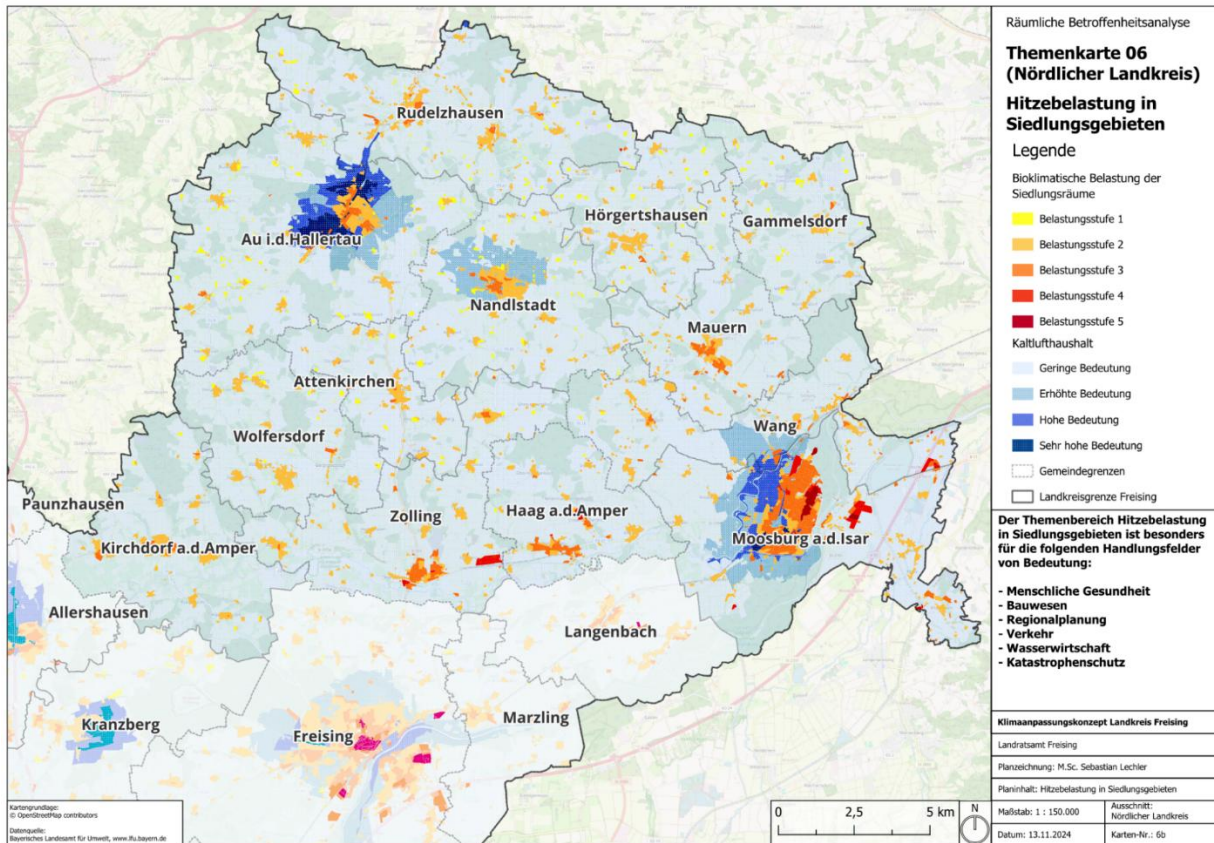 Räumliche Betroffenheitsanalyse
Themenkarte 06
(Nördlicher Landkreis)
Hitzebelastung in
Siedlungsgebieten
Legende
Bioklimatische Belastung der
Siedlungsräume
Belastungsstufe 1
Belastungsstufe 2
Belastungsstufe 3
Belastungsstufe 4
Belastungsstufe 5
Kaltlufthaushalt
Geringe Bedeutung
Erhöhte Bedeutung
Hohe Bedeutung
Sehr hohe Bedeutung
Gemeindegrenzen
Landkreisgrenze Freising
Der Themenbereich Hitzebelastung
in Siedlungsgebieten ist besonders
für die folgenden Handlungsfelder
von Bedeutung:
- Menschliche Gesundheit
- Bauwesen
- Regionalplanung
- Verkehr
- Wasserwirtschaft
- Katastrophenschutz
Klimaanpassungskonzept Landkreis Freising
Landratsamt Freising
Planzeichnung: M.Sc. Sebastian Lechler
Planinhalt: Hitzebelastung in Siedlungsgebieten
Maßstab: 1 : 150.000
Ausschnitt:
Nördlicher Landkreis
Datum: 13.11.2024
Karten-Nr.: 6b
Rudelzhausen
Hörgertshausen
Gammelsdorf
Au i.d.Hallertau
Nandlstadt
Mauern
Attenkirchen
Wolfersdorf
Wang
Paunzhausen
Zolling
Haag a.d.Amper
Kirchdorf a.d.Amper
Moosburg a.d.Isar
Allershausen
Langenbach
Kranzberg
Freising
Marzling
Kartengrundlage:
© OpenStreetMap contributors
Datenquelle:
Bayerisches Landesamt für Umwelt, www.lfu.bayern.de
0 2,5 5 km
N